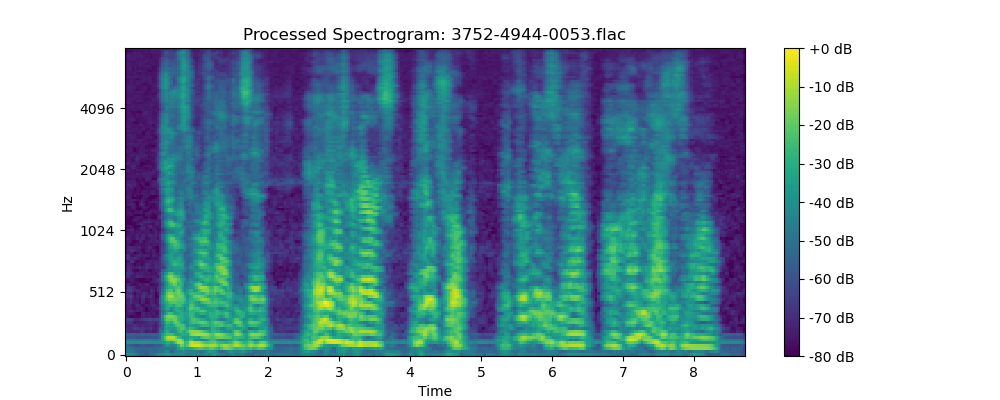 Processed Spectrogram: 3752-4944-0053.flac
Hz
4096
2048
1024
512
0
0 1 2 3 4 5 6 7 8
Time
+0 dB
-10 dB
-20 dB
-30 dB
-40 dB
-50 dB
-60 dB
-70 dB
-80 dB